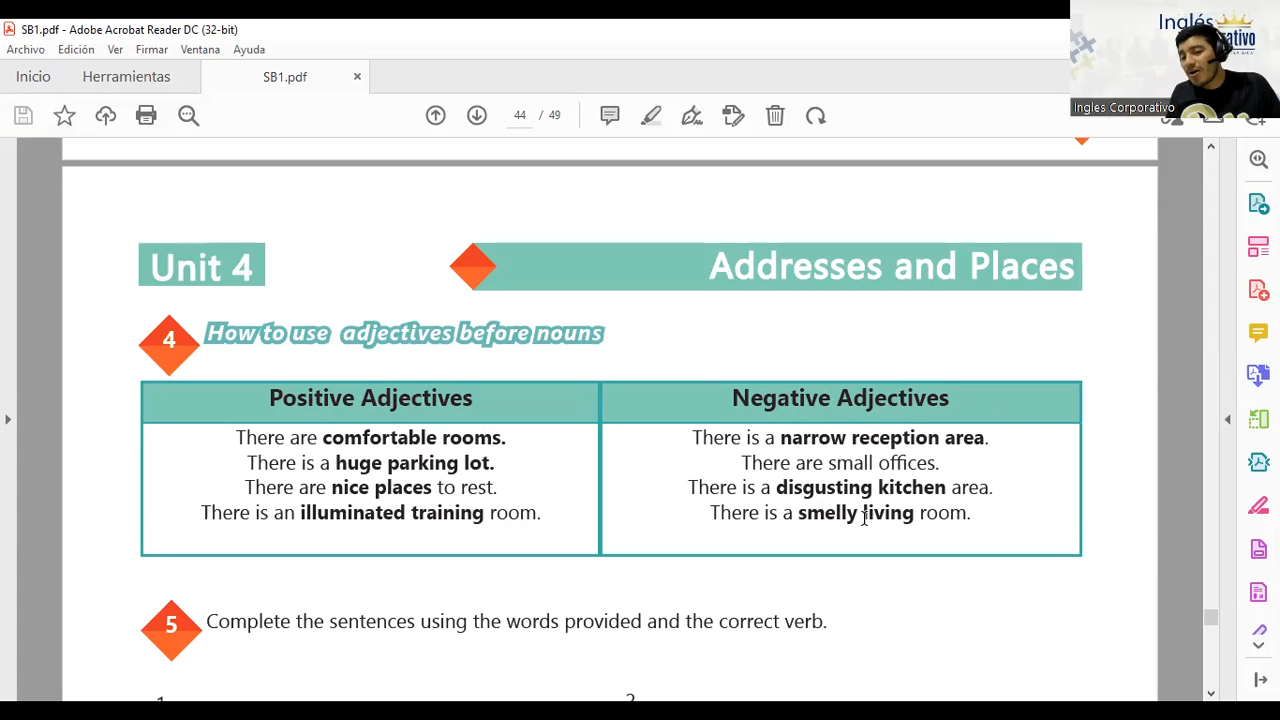 SB1.pdf - Adobe Acrobat Reader DC (32-bit)
Archivo Edición Ver Firmar Ventana Ayuda
Inicio Herramientas SB1.pdf ×
44 / 49
Inglés
Ingles Corporativo
Unit 4
Addresses and Places
4 How to use adjectives before nouns
Positive Adjectives
There are comfortable rooms.
There is a huge parking lot.
There are nice places to rest.
There is an illuminated training room.
Negative Adjectives
There is a narrow reception area.
There are small offices.
There is a disgusting kitchen area.
There is a smelly living room.
5 Complete the sentences using the words provided and the correct verb.